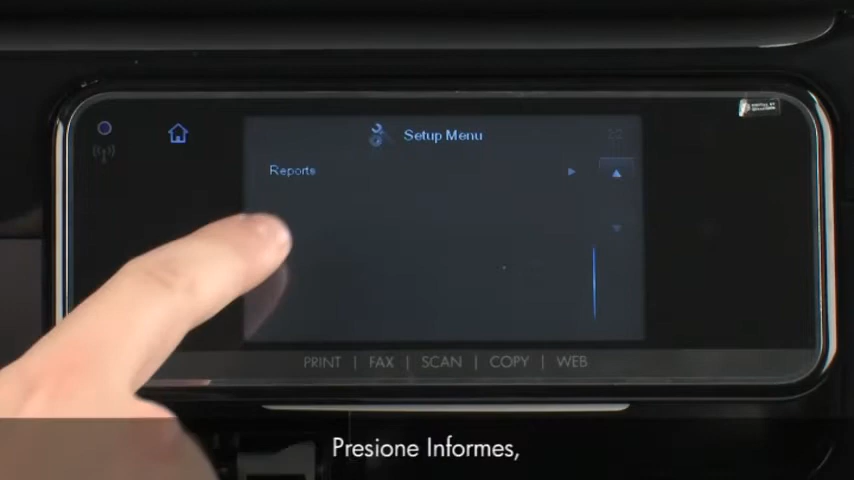 Setup Menu
Reports
PRINT | FAX | SCAN | COPY | WEB
Presione Informes,